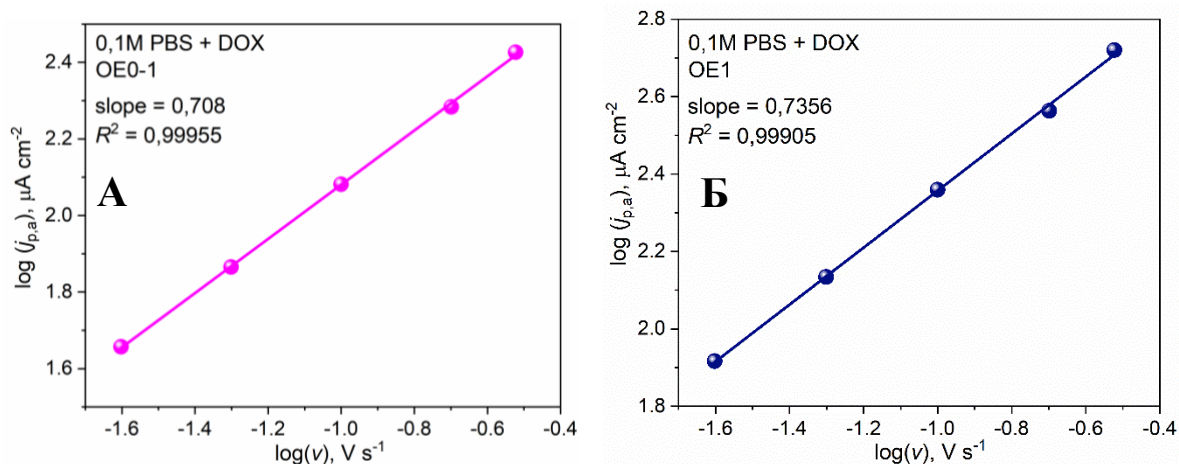 0,1M PBS + DOX
OE0-1
slope = 0,708
R² = 0,99955
А
log (jp,a), µA cm⁻²
2.4
2.2
2.0
1.8
1.6
-1.6 -1.4 -1.2 -1.0 -0.8 -0.6 -0.4
log(v), V s⁻¹
0,1M PBS + DOX
OE1
slope = 0,7356
R² = 0,99905
Б
log (jp,a), µA cm⁻²
2.8
2.6
2.4
2.2
2.0
1.8
-1.6 -1.4 -1.2 -1.0 -0.8 -0.6 -0.4
log(v), V s⁻¹